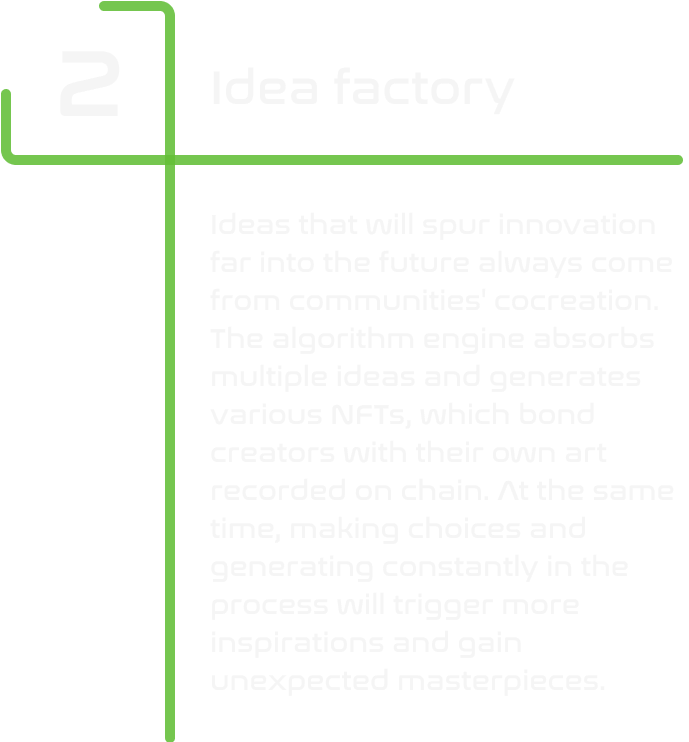 2
Idea factory
Ideas that will spur innovation
far into the future always come
from communities' cocreation.
The algorithm engine absorbs
multiple ideas and generates
various NFTs, which bond
creators with their own art
recorded on chain. At the same
time, making choices and
generating constantly in the
process will trigger more
inspirations and gain
unexpected masterpieces.